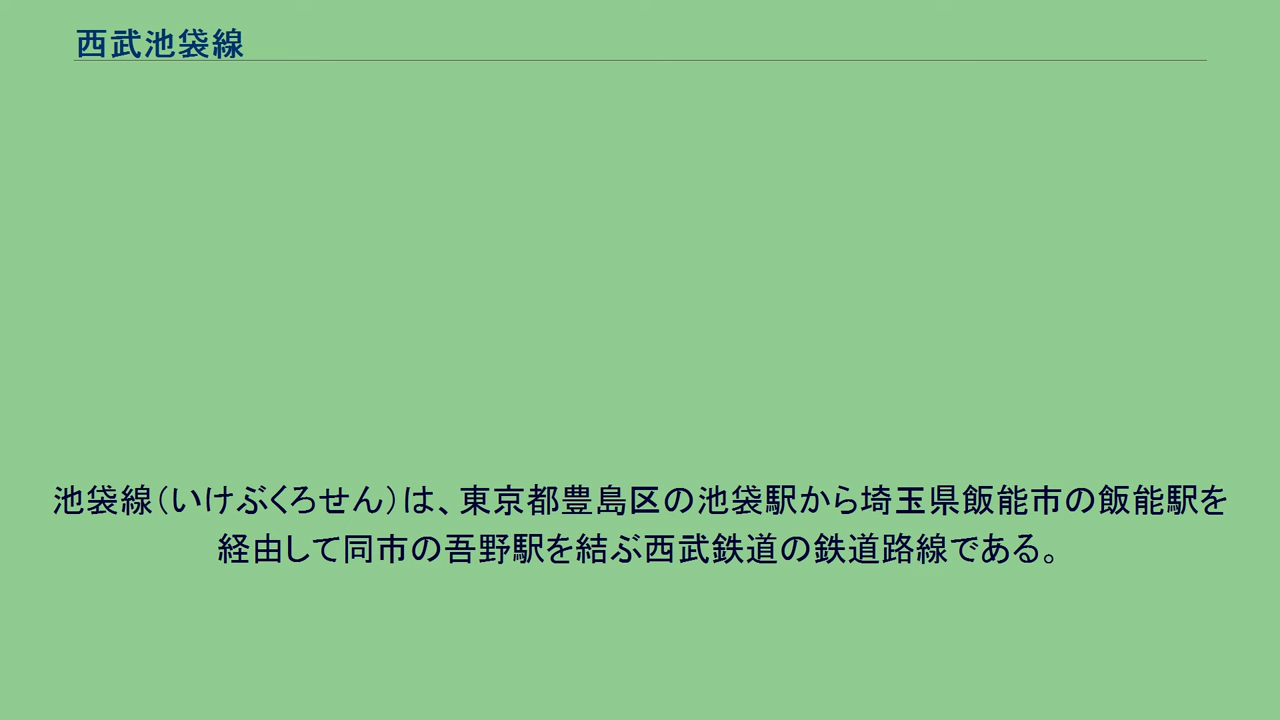 西武池袋線
池袋線（いけぶくろせん）は、東京都豊島区の池袋駅から埼玉県飯能市の飯能駅を
経由して同市の吾野駅を結ぶ西武鉄道の鉄道路線である。